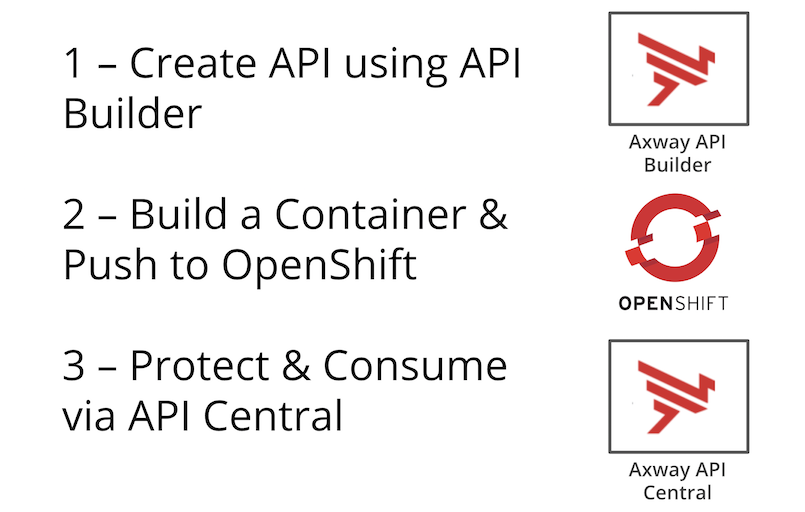 1 – Create API using API
Builder
Axway API
Builder
2 – Build a Container &
Push to OpenShift
OPENSHIFT
3 – Protect & Consume
via API Central
Axway API
Central